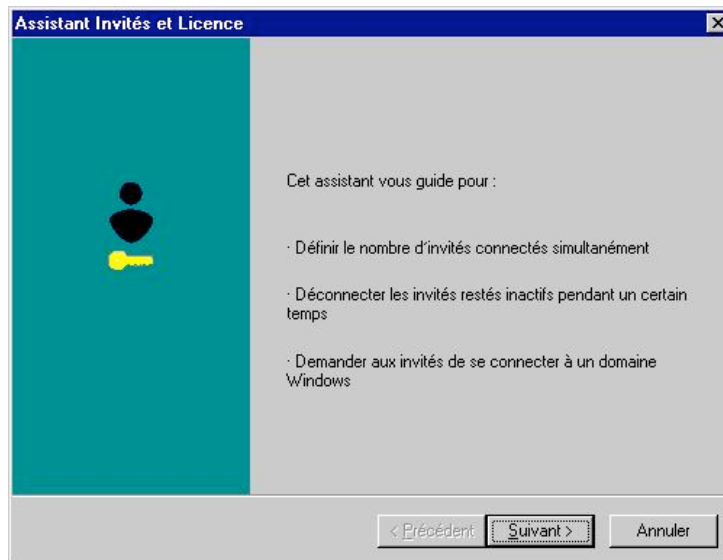 Assistant Invités et Licence
Cet assistant vous guide pour :
· Définir le nombre d'invités connectés simultanément
· Déconnecter les invités restés inactifs pendant un certain
temps
· Demander aux invités de se connecter à un domaine
Windows
< Précédent
Suivant >
Annuler